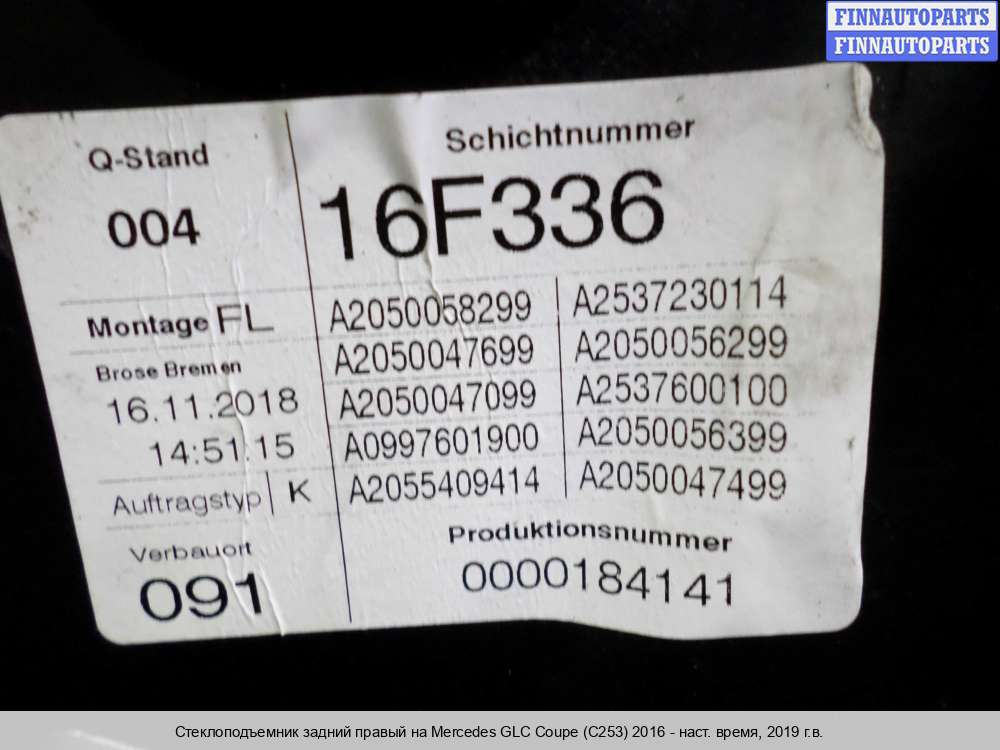 FINNAUTOPARTS
FINNAUTOPARTS
Q-Stand
004
Schichtnummer
16F336
Montage FL
Brose Bremen
16.11.2018
14:51.15
Auftragstyp K
Verbauort
091
A2050058299 A2537230114
A2050047699 A2050056299
A2050047099 A2537600100
A0997601900 A2050056399
A2055409414 A2050047499
Produktionsnummer
0000184141
Стеклоподъемник задний правый на Mercedes GLC Coupe (C253) 2016 - наст. время, 2019 г.в.